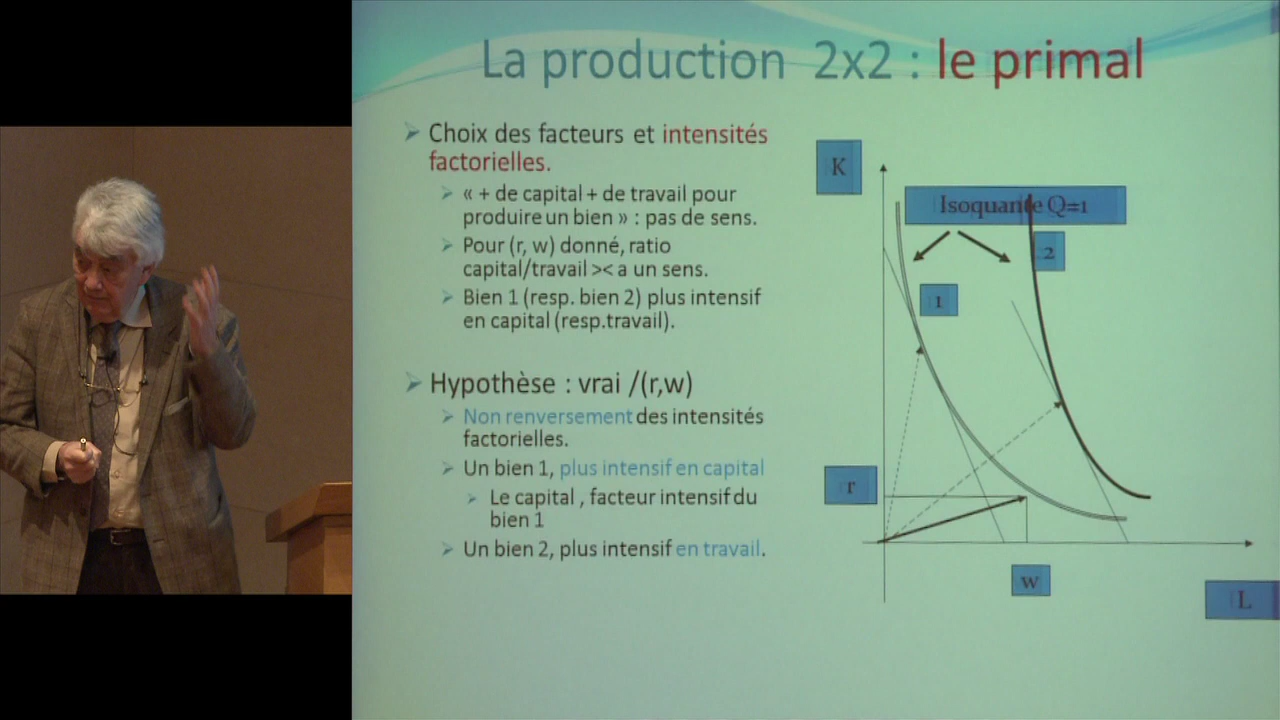 La production 2x2 : le primal
Choix des facteurs et intensités
factorielles.
« + de capital + de travail pour
produire un bien » : pas de sens.
Pour (r, w) donné, ratio
capital/travail >< a un sens.
Bien 1 (resp. bien 2) plus intensif
en capital (resp.travail).
Hypothèse : vrai /(r,w)
Non renversement des intensités
factorielles.
Un bien 1, plus intensif en capital
Le capital , facteur intensif du
bien 1
Un bien 2, plus intensif en travail.
K
Isoquante Q=1
2
1
r
w
L